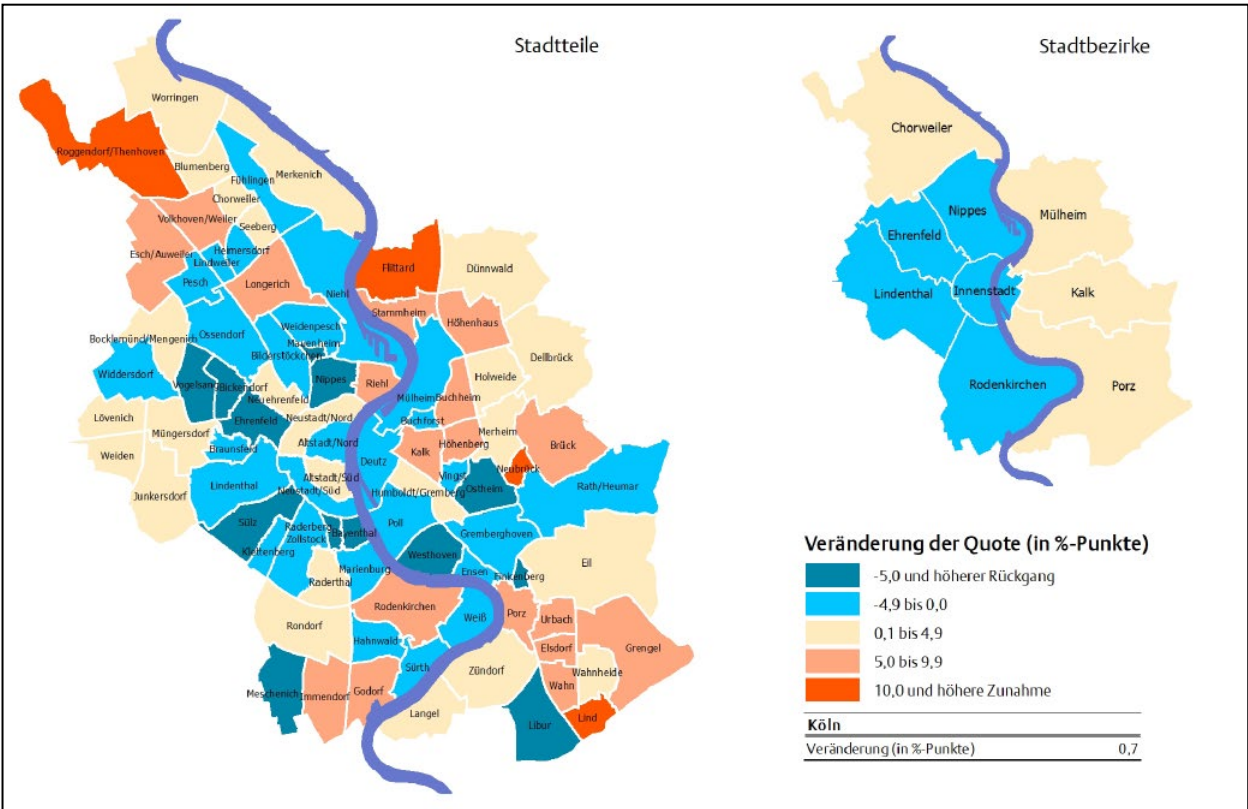 Stadtteile
Stadtbezirke
Worringen
Roggendorf/Thenhoven
Blumenberg
Fühlingen
Merkenich
Chorweiler
Volkhoven/Weiler
Seeberg
Esch/Auweiler
Heimersdorf
Lindweiler
Pesch
Longerich
Niehl
Flittard
Dünnwald
Stammheim
Höhenhaus
Ossendorf
Weidenpesch
Mauenheim
Bocklemünd/Mengenich
Bilderstöckchen
Dellbrück
Widdersdorf
Vogelsang
Bickendorf
Nippes
Riehl
Holweide
Neuehrenfeld
Mülheim
Buchheim
Lövenich
Ehrenfeld
Neustadt/Nord
Buchforst
Müngersdorf
Altstadt/Nord
Merheim
Weiden
Braunsfeld
Kalk
Höhenberg
Brück
Deutz
Neubrück
Junkersdorf
Lindenthal
Altstadt/Süd
Neustadt/Süd
Vingst
Ostheim
Rath/Heumar
Humboldt/Gremberg
Sülz
Raderberg
Zollstock
Bayenthal
Poll
Gremberghoven
Klettenberg
Westhoven
Marienburg
Ensen
Finkenberg
Eil
Raderthal
Rodenkirchen
Rondorf
Weiß
Porz
Urbach
Hahnwald
Elsdorf
Grengel
Sürth
Zündorf
Wahnheide
Meschenich
Immendorf
Godorf
Wahn
Langel
Libur
Lind
Chorweiler
Nippes
Mülheim
Ehrenfeld
Lindenthal
Innenstadt
Kalk
Rodenkirchen
Porz
Veränderung der Quote (in %-Punkte)
-5,0 und höherer Rückgang
-4,9 bis 0,0
0,1 bis 4,9
5,0 bis 9,9
10,0 und höhere Zunahme
Köln
Veränderung (in %-Punkte) 0,7